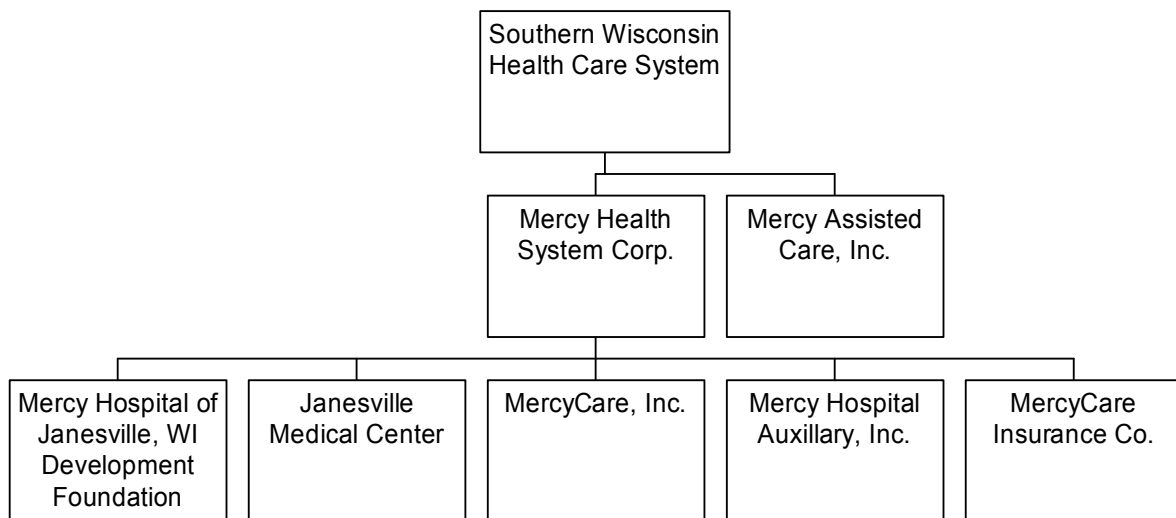 Southern Wisconsin
Health Care System
Mercy Health
System Corp.
Mercy Assisted
Care, Inc.
Mercy Hospital of
Janesville, WI
Development
Foundation
Janesville
Medical Center
MercyCare, Inc.
Mercy Hospital
Auxillary, Inc.
MercyCare
Insurance Co.